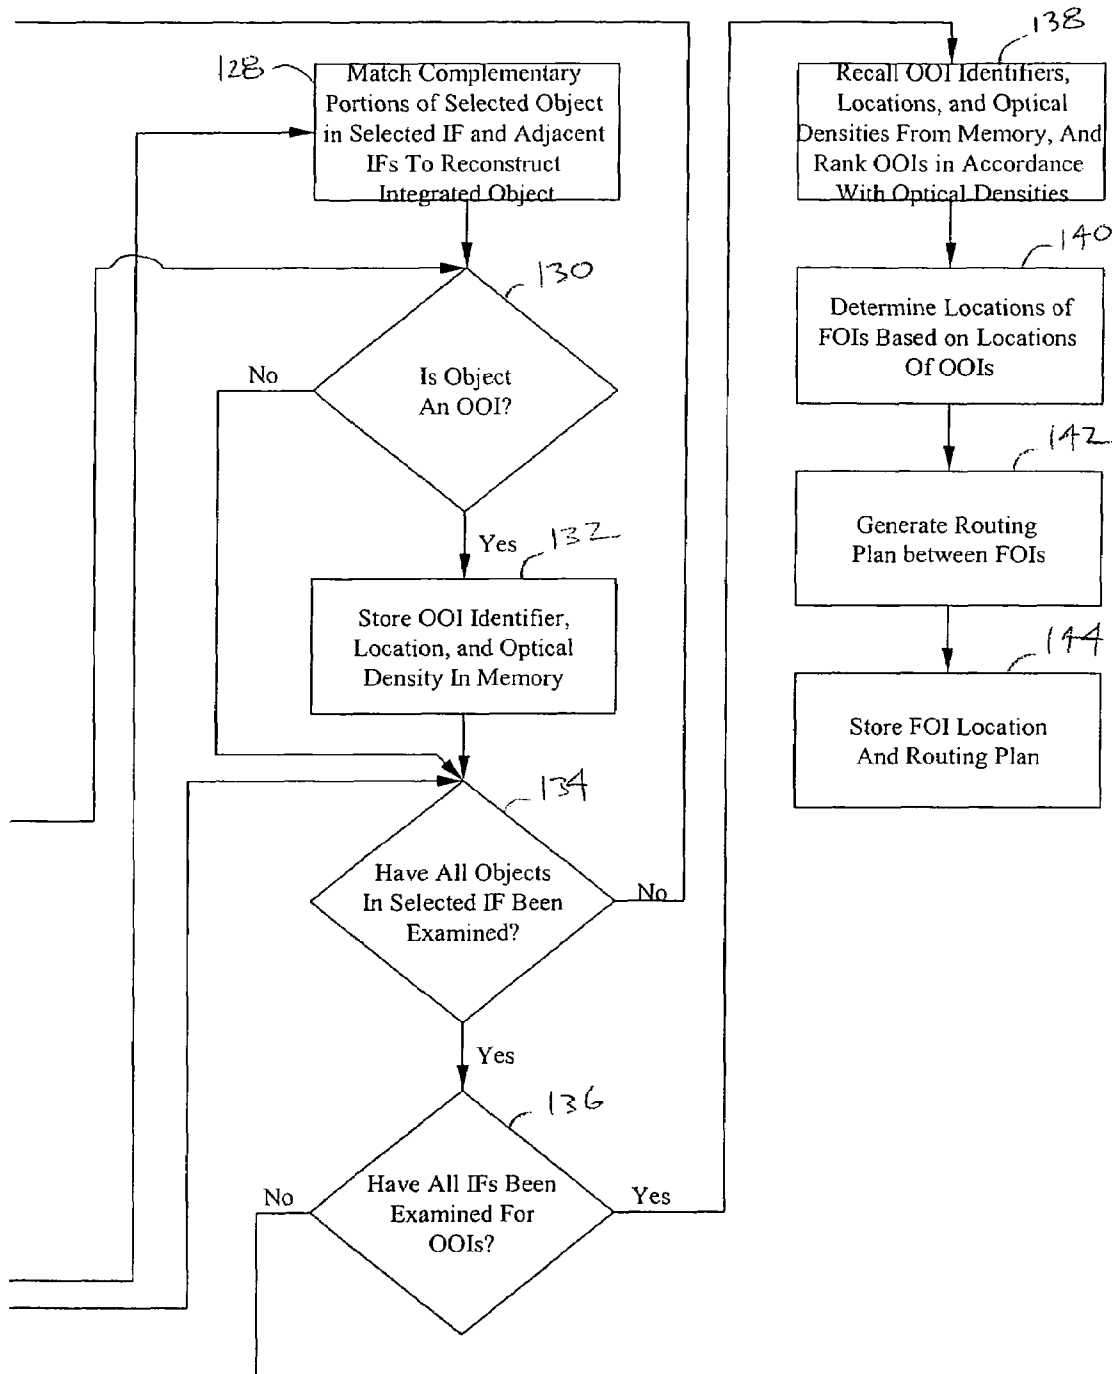 128
Match Complementary
Portions of Selected Object
in Selected IF and Adjacent
IFs To Reconstruct
Integrated Object
130
Is Object
An OOI?
No
Yes
132
Store OOI Identifier,
Location, and Optical
Density In Memory
134
Have All Objects
In Selected IF Been
Examined?
No
Yes
136
Have All IFs Been
Examined For
OOIs?
No
Yes
138
Recall OOI Identifiers,
Locations, and Optical
Densities From Memory, And
Rank OOIs in Accordance
With Optical Densities
140
Determine Locations of
FOIs Based on Locations
Of OOIs
142
Generate Routing
Plan between FOIs
144
Store FOI Location
And Routing Plan